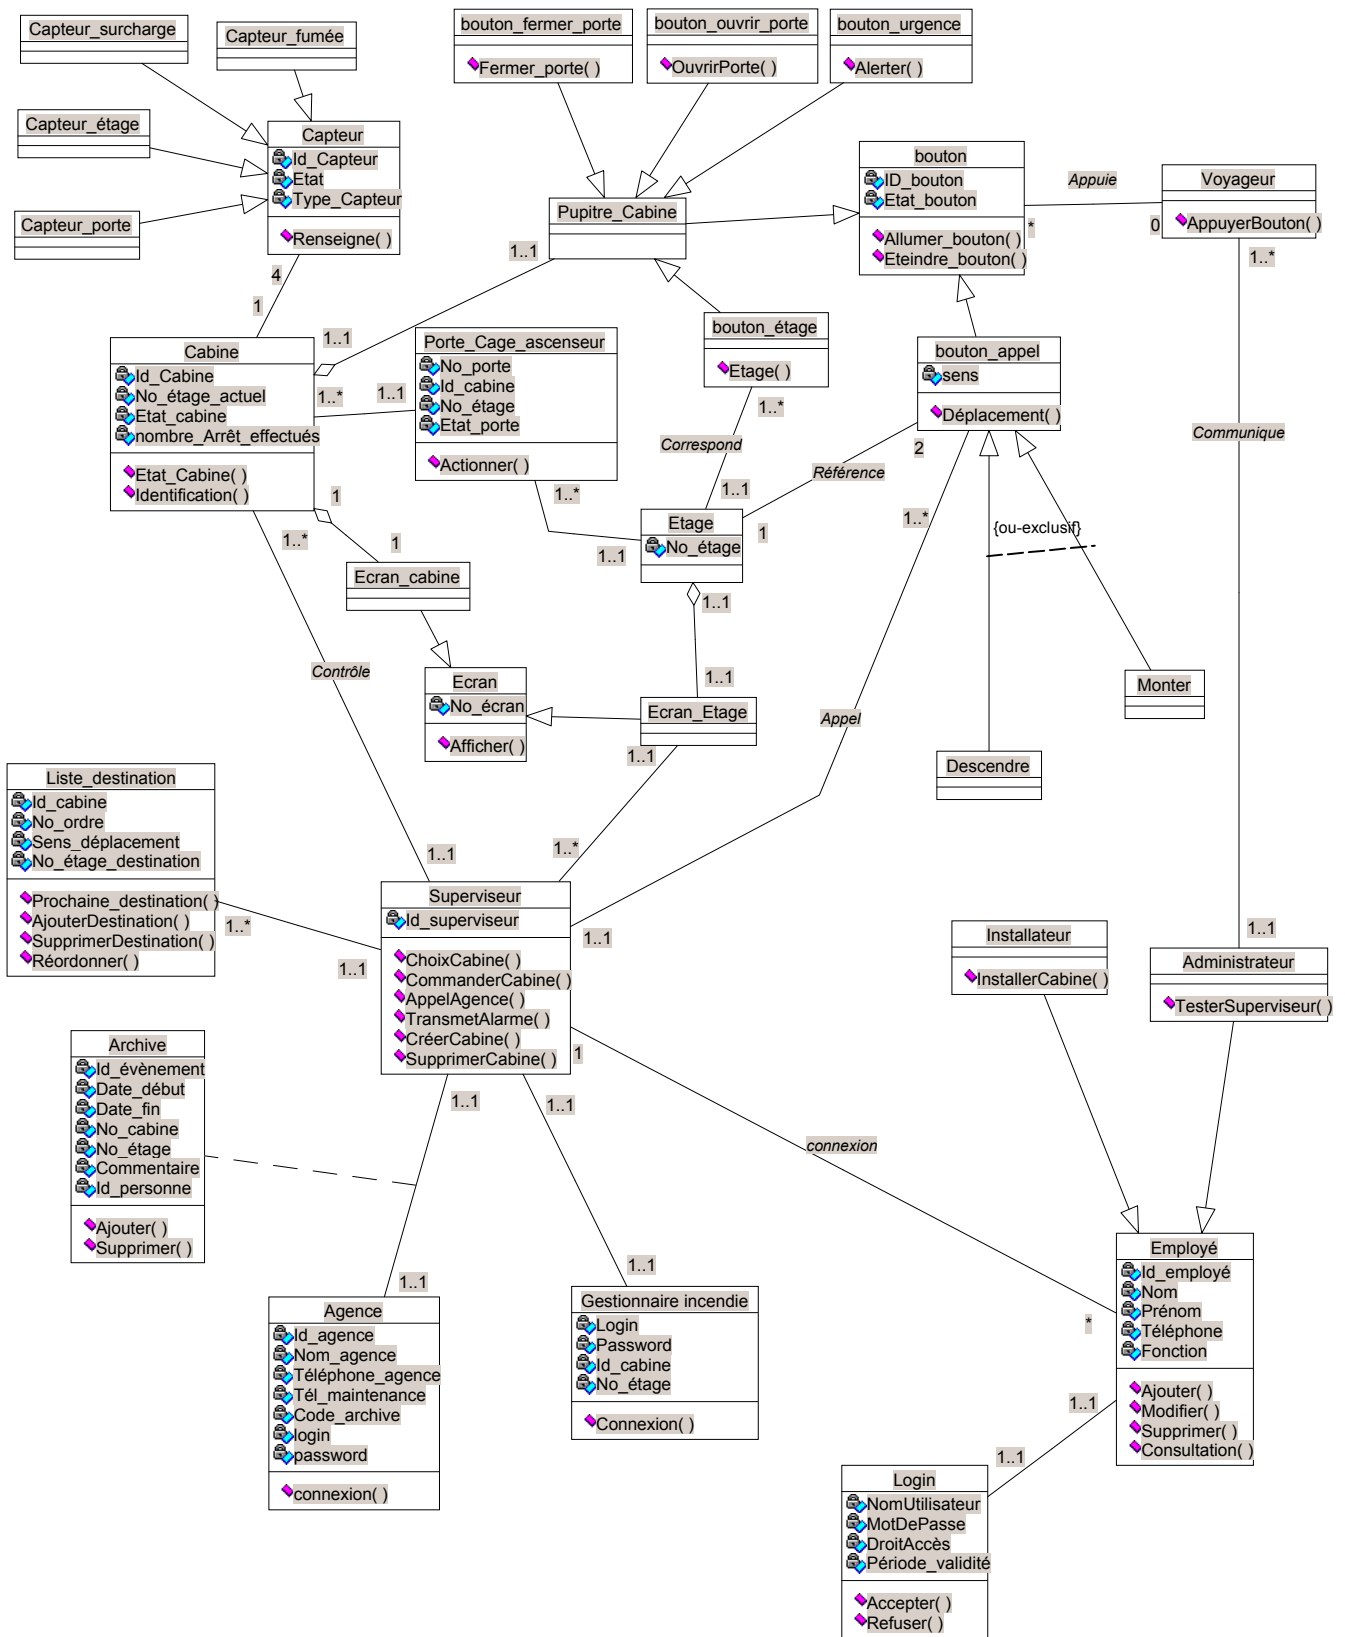 Capteur_surcharge
Capteur_fumée
bouton_fermer_porte
Fermer_porte( )
bouton_ouvrir_porte
OuvrirPorte( )
bouton_urgence
Alerter( )
Capteur_étage
Capteur_porte
Capteur
Id_Capteur
Etat
Type_Capteur
Renseigne( )
Pupitre_Cabine
bouton
ID_bouton
Etat_bouton
Allumer_bouton( )
Eteindre_bouton( )
Appuie
*
0
Voyageur
AppuyerBouton( )
1..*
4
1
1..1
1..1
Cabine
Id_Cabine
No_étage_actuel
Etat_cabine
nombre_Arrêt_effectués
Etat_Cabine( )
Identification( )
1..*
1..1
Porte_Cage_ascenseur
No_porte
Id_cabine
No_étage
Etat_porte
Actionner( )
bouton_étage
Etage( )
1..*
Correspond
1..1
bouton_appel
sens
Déplacement( )
2
Référence
1
1..*
Communique
1..*
1..1
Etage
No_étage
{ou-exclusif}
1
1
1..*
1..1
Ecran_cabine
Contrôle
Ecran
No_écran
Afficher( )
1..1
Ecran_Etage
1..1
Appel
Monter
Descendre
Liste_destination
Id_cabine
No_ordre
Sens_déplacement
No_étage_destination
Prochaine_destination( )
AjouterDestination( )
SupprimerDestination( )
Réordonner( )
1..*
1..1
1..1
1..*
Superviseur
Id_superviseur
ChoixCabine( )
CommanderCabine( )
AppelAgence( )
TransmetAlarme( )
CréerCabine( )
SupprimerCabine( )
1..1
1
Installateur
InstallerCabine( )
1..1
Administrateur
TesterSuperviseur( )
Archive
Id_évènement
Date_début
Date_fin
No_cabine
No_étage
Commentaire
Id_personne
Ajouter( )
Supprimer( )
1..1
1..1
connexion
1..1
1..1
Agence
Id_agence
Nom_agence
Téléphone_agence
Tél_maintenance
Code_archive
login
password
connexion( )
Gestionnaire incendie
Login
Password
Id_cabine
No_étage
Connexion( )
Employé
Id_employé
Nom
Prénom
Téléphone
Fonction
Ajouter( )
Modifier( )
Supprimer( )
Consultation( )
*
1..1
1..1
Login
NomUtilisateur
MotDePasse
DroitAccès
Période_validité
Accepter( )
Refuser( )